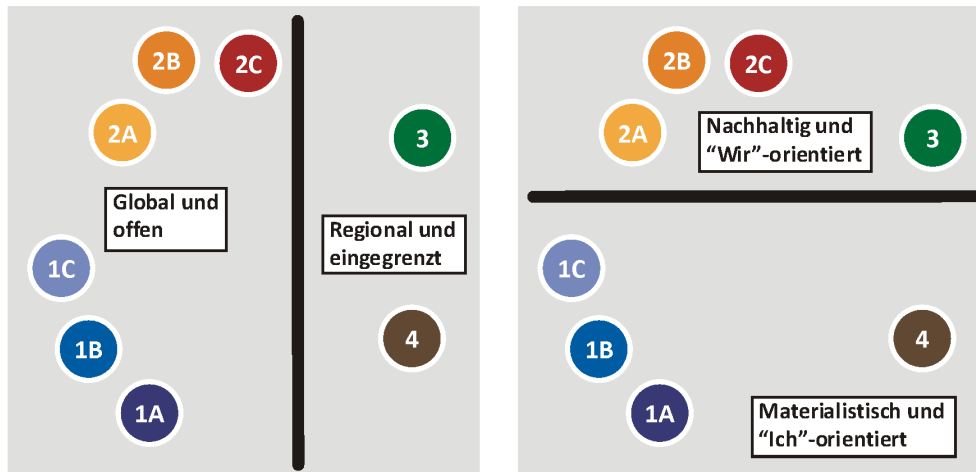 2B
2C
2A
3
Global und
offen
Regional und
eingegrenzt
1C
1B
4
1A
2B
2C
2A
Nachhaltig und
“Wir”-orientiert
3
1C
1B
4
1A
Materialistisch und
“Ich”-orientiert